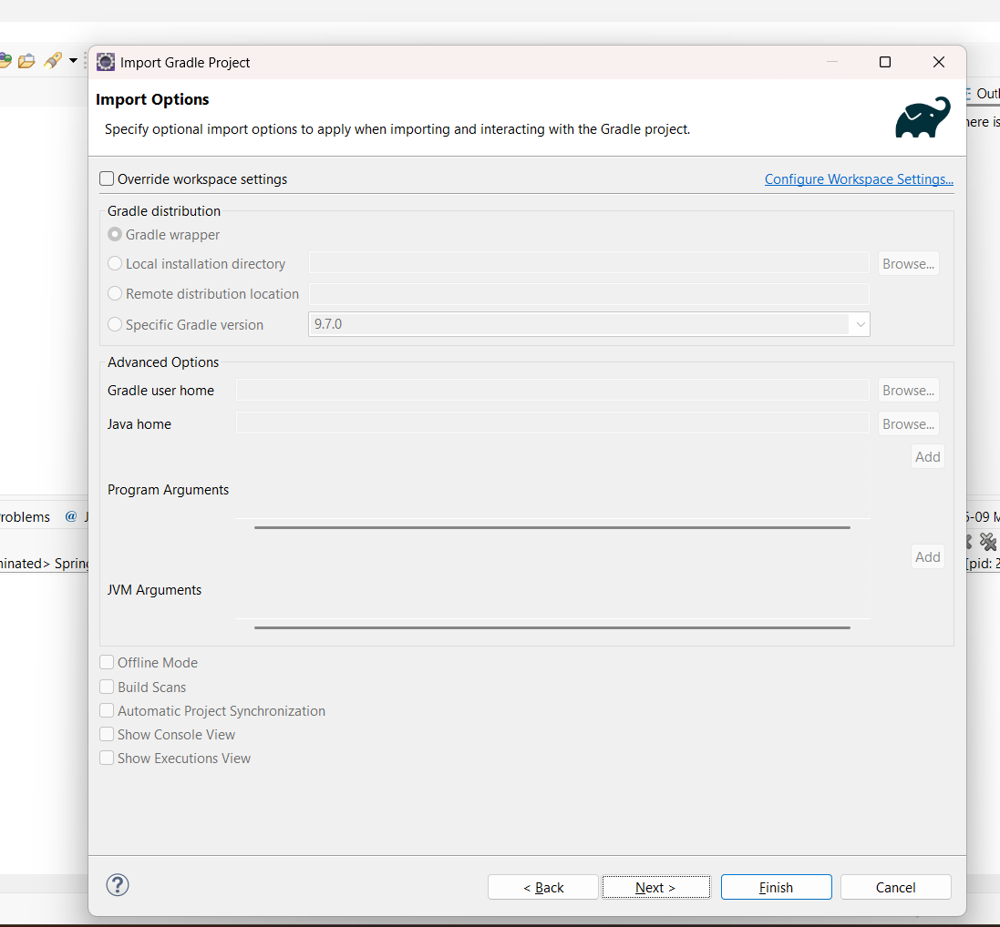 Import Gradle Project
Import Options
Specify optional import options to apply when importing and interacting with the Gradle project.
Override workspace settings
Configure Workspace Settings...
Gradle distribution
Gradle wrapper
Local installation directory
Browse...
Remote distribution location
Specific Gradle version
9.7.0
Advanced Options
Gradle user home
Browse...
Java home
Browse...
Add
Program Arguments
Add
JVM Arguments
Offline Mode
Build Scans
Automatic Project Synchronization
Show Console View
Show Executions View
?
< Back
Next >
Finish
Cancel
Outl
here is
roblems @ J
5-09 M
ninated> Spring
[pid: 2